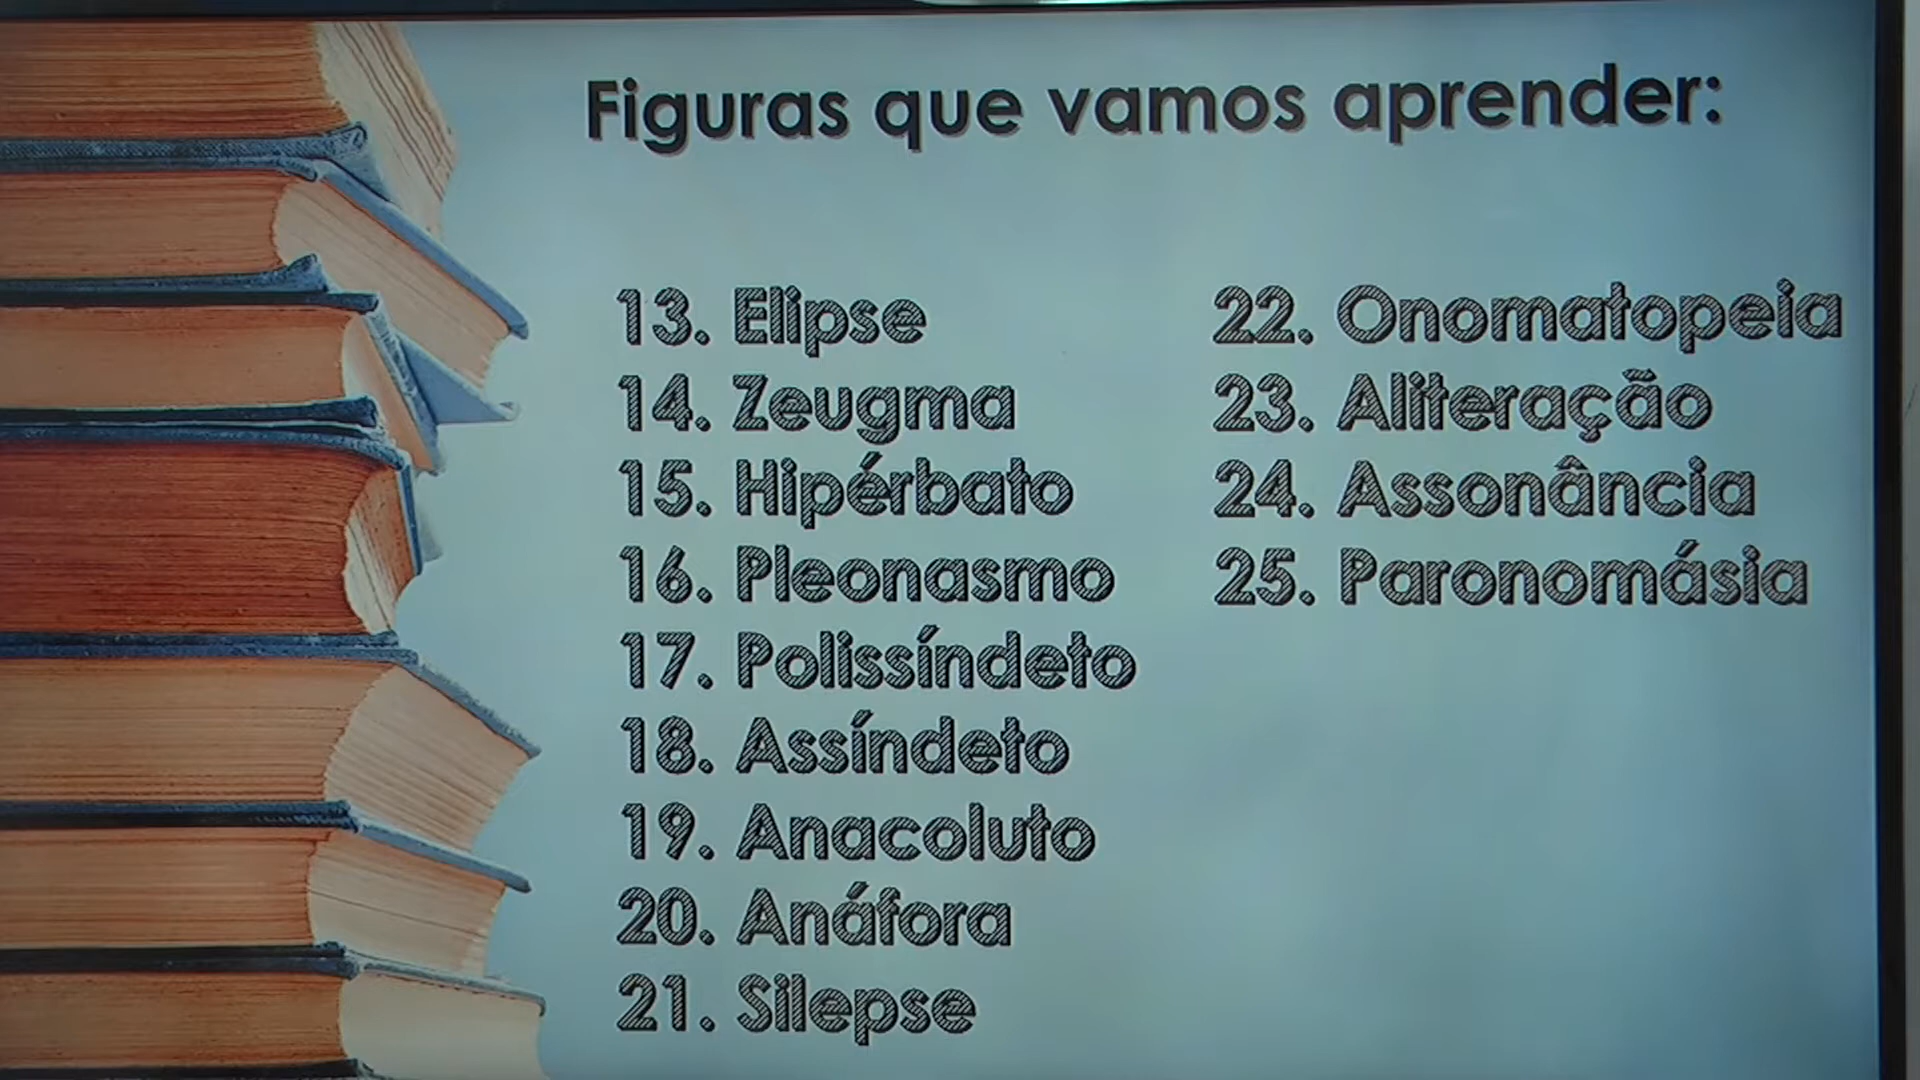 Figuras que vamos aprender:
13. Elipse
14. Zeugma
15. Hipérbato
16. Pleonasmo
17. Polissíndeto
18. Assíndeto
19. Anacoluto
20. Anáfora
21. Silepse
22. Onomatopeia
23. Aliteração
24. Assonância
25. Paronomásia